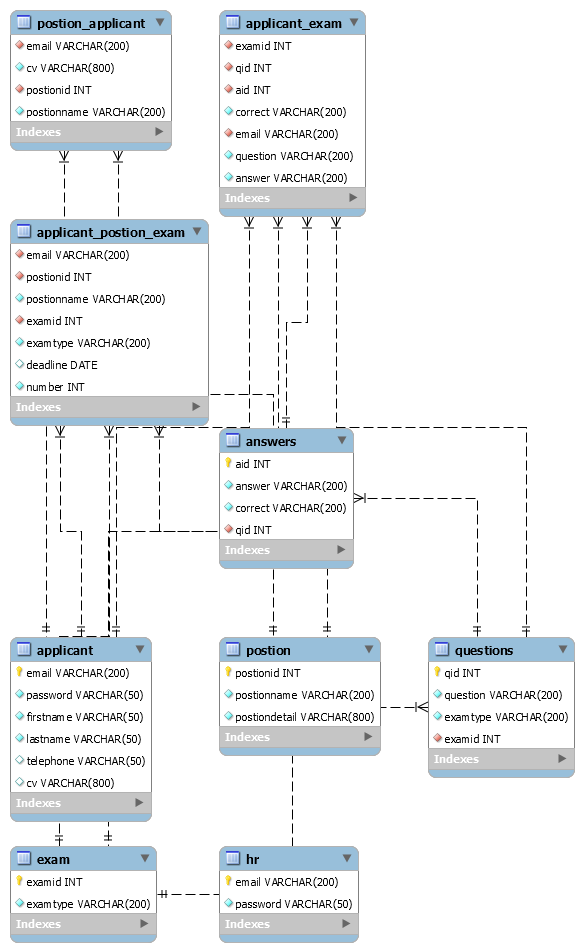 postion_applicant
email VARCHAR(200)
cv VARCHAR(800)
postionid INT
postionname VARCHAR(200)
Indexes
applicant_exam
examid INT
qid INT
aid INT
correct VARCHAR(200)
email VARCHAR(200)
question VARCHAR(200)
answer VARCHAR(200)
Indexes
applicant_postion_exam
email VARCHAR(200)
postionid INT
postionname VARCHAR(200)
examid INT
examtype VARCHAR(200)
deadline DATE
number INT
Indexes
answers
aid INT
answer VARCHAR(200)
correct VARCHAR(200)
qid INT
Indexes
applicant
email VARCHAR(200)
password VARCHAR(50)
firstname VARCHAR(50)
lastname VARCHAR(50)
telephone VARCHAR(50)
cv VARCHAR(800)
Indexes
postion
postionid INT
postionname VARCHAR(200)
postiondetail VARCHAR(800)
Indexes
questions
qid INT
question VARCHAR(200)
examtype VARCHAR(200)
examid INT
Indexes
exam
examid INT
examtype VARCHAR(200)
Indexes
hr
email VARCHAR(200)
password VARCHAR(50)
Indexes